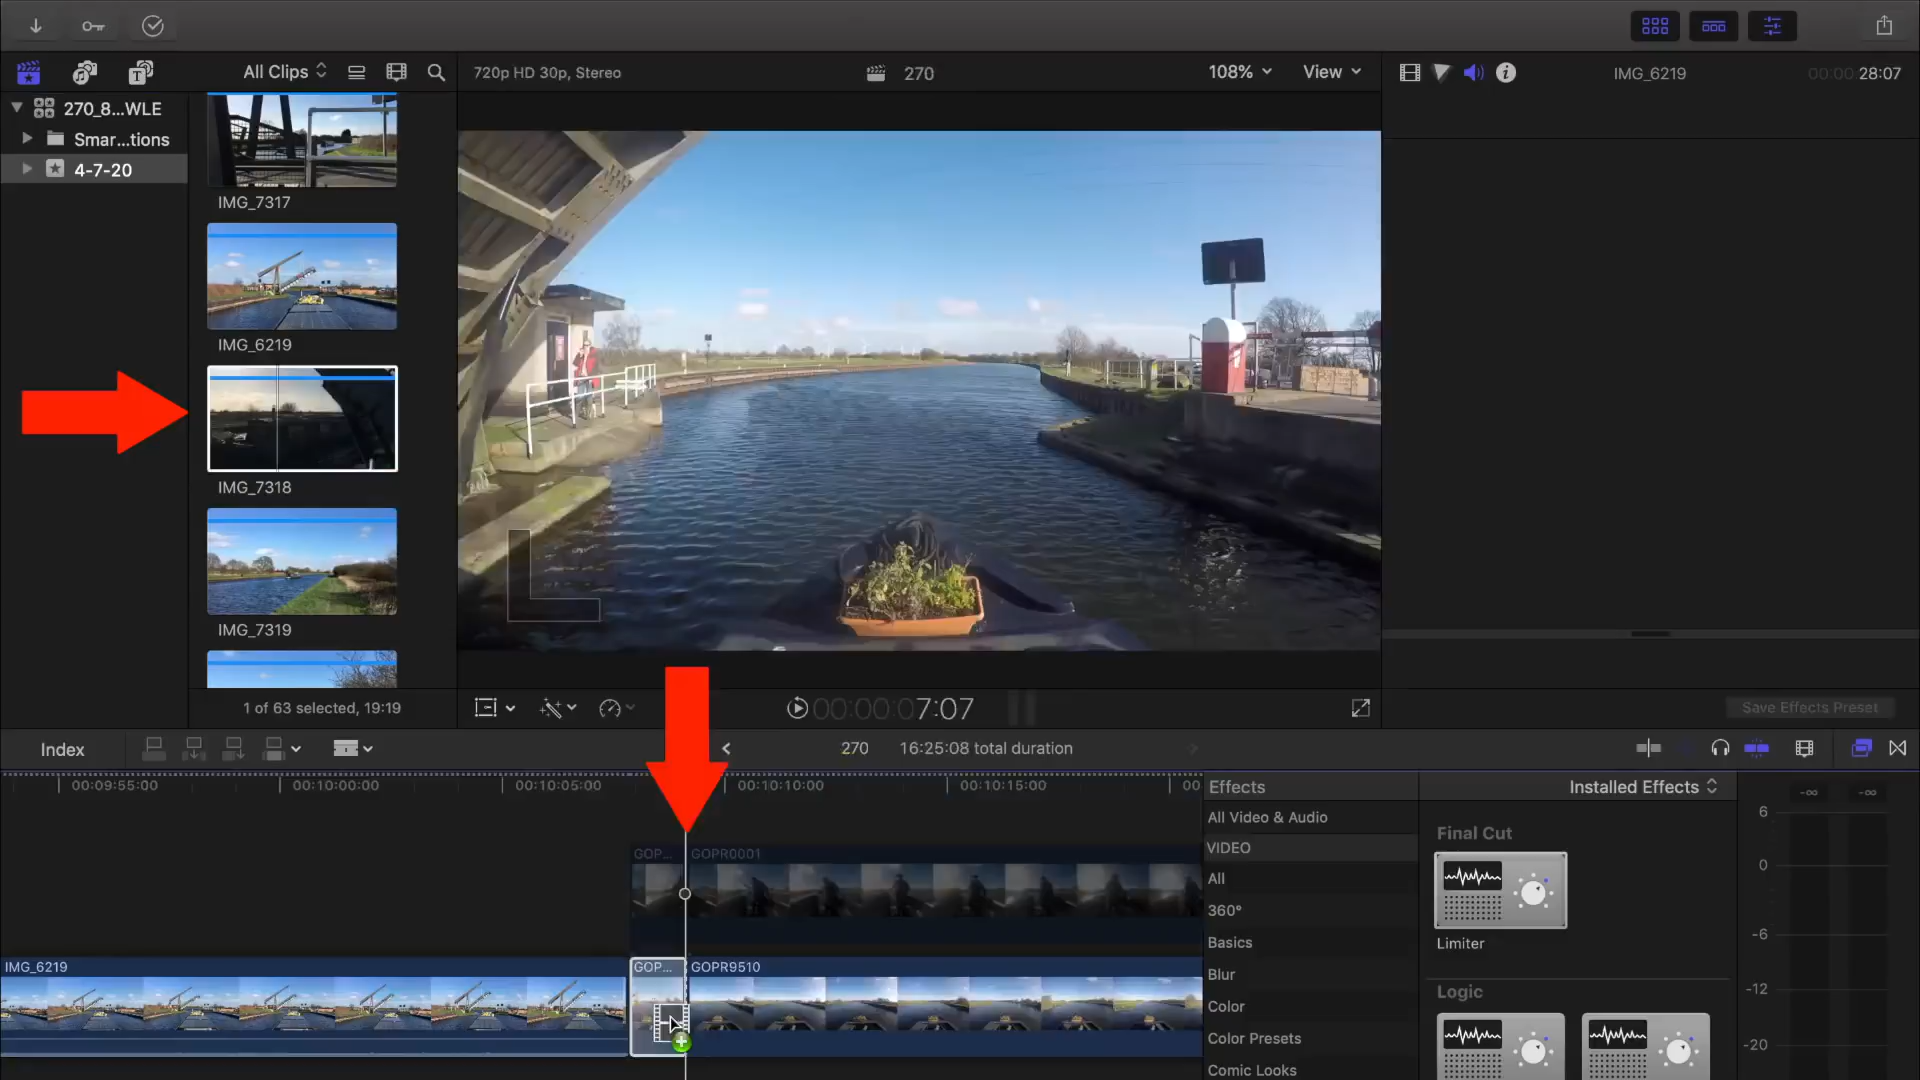 All Clips
720p HD 30p, Stereo
270
108%
View
IMG_6219
00:00:00:28:07
270_8...WLE
Smar...tions
4-7-20
IMG_7317
IMG_6219
IMG_7318
IMG_7319
1 of 63 selected, 19:19
00:00:00:7:07
Save Effects Preset
Index
270
16:25:08 total duration
00:09:55:00
00:10:00:00
00:10:05:00
00:10:10:00
00:10:15:00
00
Effects
Installed Effects
All Video & Audio
VIDEO
All
360°
Basics
Blur
Color
Color Presets
Comic Looks
Final Cut
Limiter
Logic
GOP...
GOPR0001
IMG_6219
GOP...
GOPR9510
-∞
-∞
6
0
-6
-12
-20